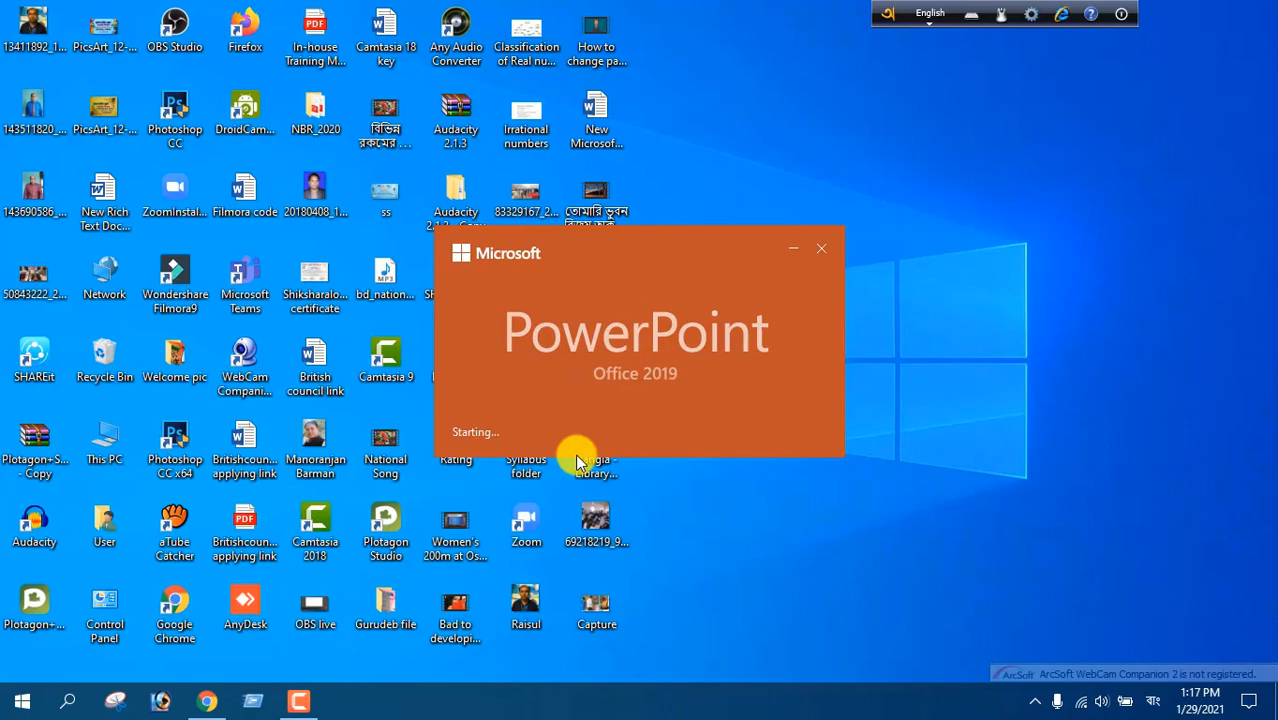 English
13411892_1...
PicsArt_12-...
OBS Studio
Firefox
In-house
Training M...
Camtasia 18
key
Any Audio
Converter
Classification
of Real nu...
How to
change pa...
143511820_...
PicsArt_12-...
Photoshop
CC
DroidCam...
NBR_2020
বিভিন্ন
রকমের ...
Audacity
2.1.3
Irrational
numbers
New
Microsof...
143690586_...
New Rich
Text Doc...
Zoominstal...
Filmora code
20180408_1...
ss
Audacity
83329167_2...
তোমারি ভুবন
50843222_2...
Network
Wondershare
Filmora9
Microsoft
Teams
Shiksharalo...
certificate
bd_nation...
Microsoft
PowerPoint
Office 2019
Starting...
SHAREit
Recycle Bin
Welcome pic
WebCam
Compani...
British
council link
Camtasia 9
Plotagon+S...
- Copy
This PC
Photoshop
CC x64
Britishcoun...
applying link
Manoranjan
Barman
National
Song
Rating
Syllabus
folder
Library...
Audacity
User
aTube
Catcher
Britishcoun...
applying link
Camtasia
2018
Plotagon
Studio
Women's
200m at Os...
Zoom
69218219_9...
Plotagon+...
Control
Panel
Google
Chrome
AnyDesk
OBS live
Gurudeb file
Bad to
developi...
Raisul
Capture
ArcSoft ArcSoft WebCam Companion 2 is not registered.
বাং
1:17 PM
1/29/2021